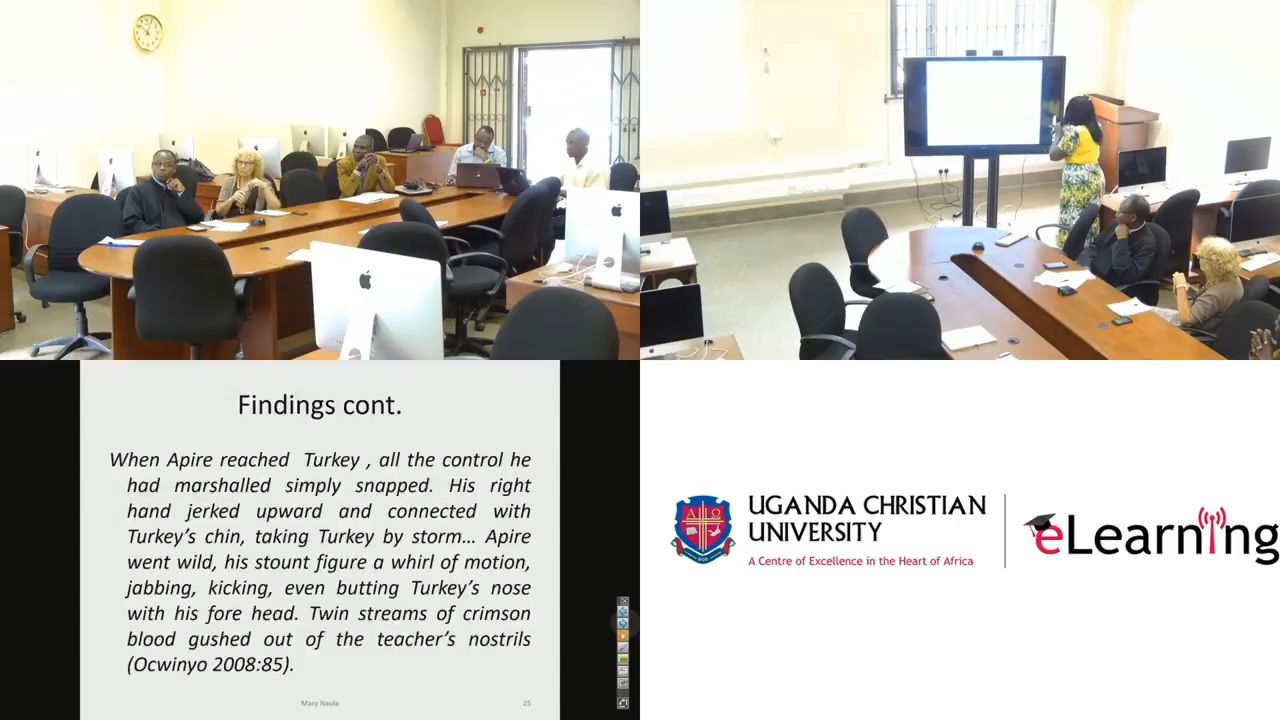 Findings cont.
When Apire reached Turkey , all the control he
had marshalled simply snapped. His right
hand jerked upward and connected with
Turkey's chin, taking Turkey by storm... Apire
went wild, his stount figure a whirl of motion,
jabbing, kicking, even butting Turkey's nose
with his fore head. Twin streams of crimson
blood gushed out of the teacher's nostrils
(Ocwinyo 2008:85).
Mary Naula 25
UGANDA CHRISTIAN
UNIVERSITY
A Centre of Excellence in the Heart of Africa
eLearning